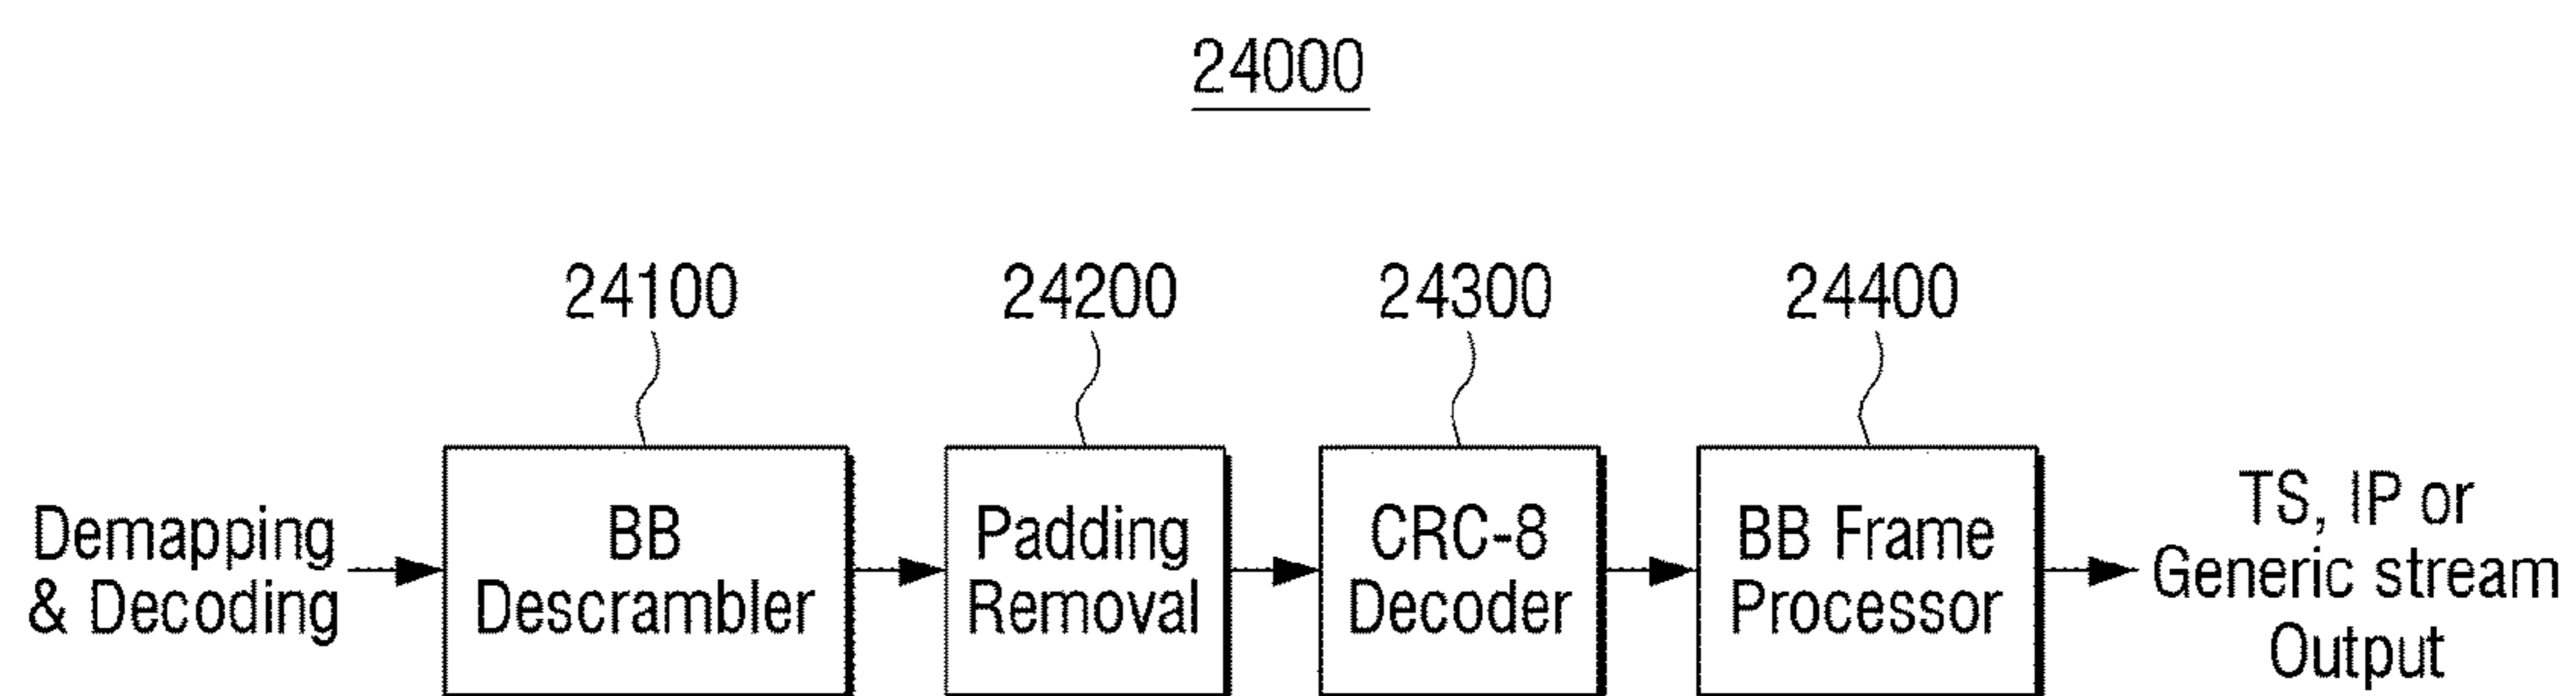 24000
24100
24200
24300
24400
Demapping
& Decoding
BB
Descrambler
Padding
Removal
CRC-8
Decoder
BB Frame
Processor
TS, IP or
Generic stream
Output